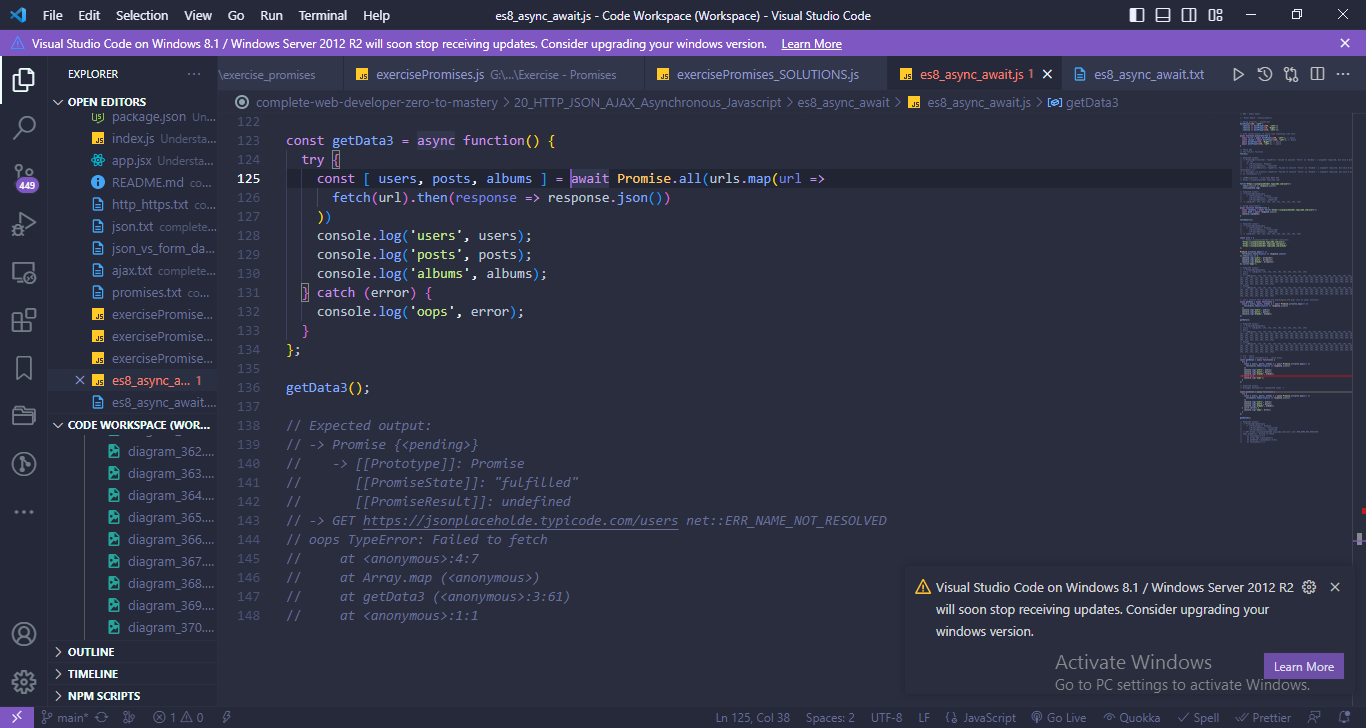 File Edit Selection View Go Run Terminal Help
es8_async_await.js - Code Workspace (Workspace) - Visual Studio Code
Visual Studio Code on Windows 8.1 / Windows Server 2012 R2 will soon stop receiving updates. Consider upgrading your windows version. Learn More
EXPLORER
\exercise_promises
exercisePromises.js G:\...\Exercise - Promises
exercisePromises_SOLUTIONS.js
es8_async_await.js 1
es8_async_await.txt
complete-web-developer-zero-to-mastery > 20_HTTP_JSON_AJAX_Asynchronous_Javascript > es8_async_await > es8_async_await.js > getData3
OPEN EDITORS
package.json Un...
index.js Understa...
app.jsx Understa...
README.md co...
http_https.txt co...
json.txt complete...
json_vs_form_da...
ajax.txt complete...
promises.txt co...
exercisePromise...
exercisePromise...
exercisePromise...
es8_async_a... 1
es8_async_await....
CODE WORKSPACE (WOR...
diagram_362....
diagram_363....
diagram_364....
diagram_365....
diagram_366....
diagram_367....
diagram_368....
diagram_369....
diagram_370....
OUTLINE
TIMELINE
NPM SCRIPTS
449
122
123 const getData3 = async function() {
124 try {
125 const [ users, posts, albums ] = await Promise.all(urls.map(url =>
126 fetch(url).then(response => response.json())
127 ))
128 console.log('users', users);
129 console.log('posts', posts);
130 console.log('albums', albums);
131 } catch (error) {
132 console.log('oops', error);
133 }
134 };
135
136 getData3();
137
138 // Expected output:
139 // -> Promise {<pending>}
140 // -> [[Prototype]]: Promise
141 // [[PromiseState]]: "fulfilled"
142 // [[PromiseResult]]: undefined
143 // -> GET https://jsonplaceholde.typicode.com/users net::ERR_NAME_NOT_RESOLVED
144 // oops TypeError: Failed to fetch
145 // at <anonymous>:4:7
146 // at Array.map (<anonymous>)
147 // at getData3 (<anonymous>:3:61)
148 // at <anonymous>:1:1
Visual Studio Code on Windows 8.1 / Windows Server 2012 R2
will soon stop receiving updates. Consider upgrading your
windows version.
Learn More
Activate Windows
Go to PC settings to activate Windows.
main* 1 0
Ln 125, Col 38 Spaces: 2 UTF-8 LF JavaScript Go Live Quokka Spell Prettier